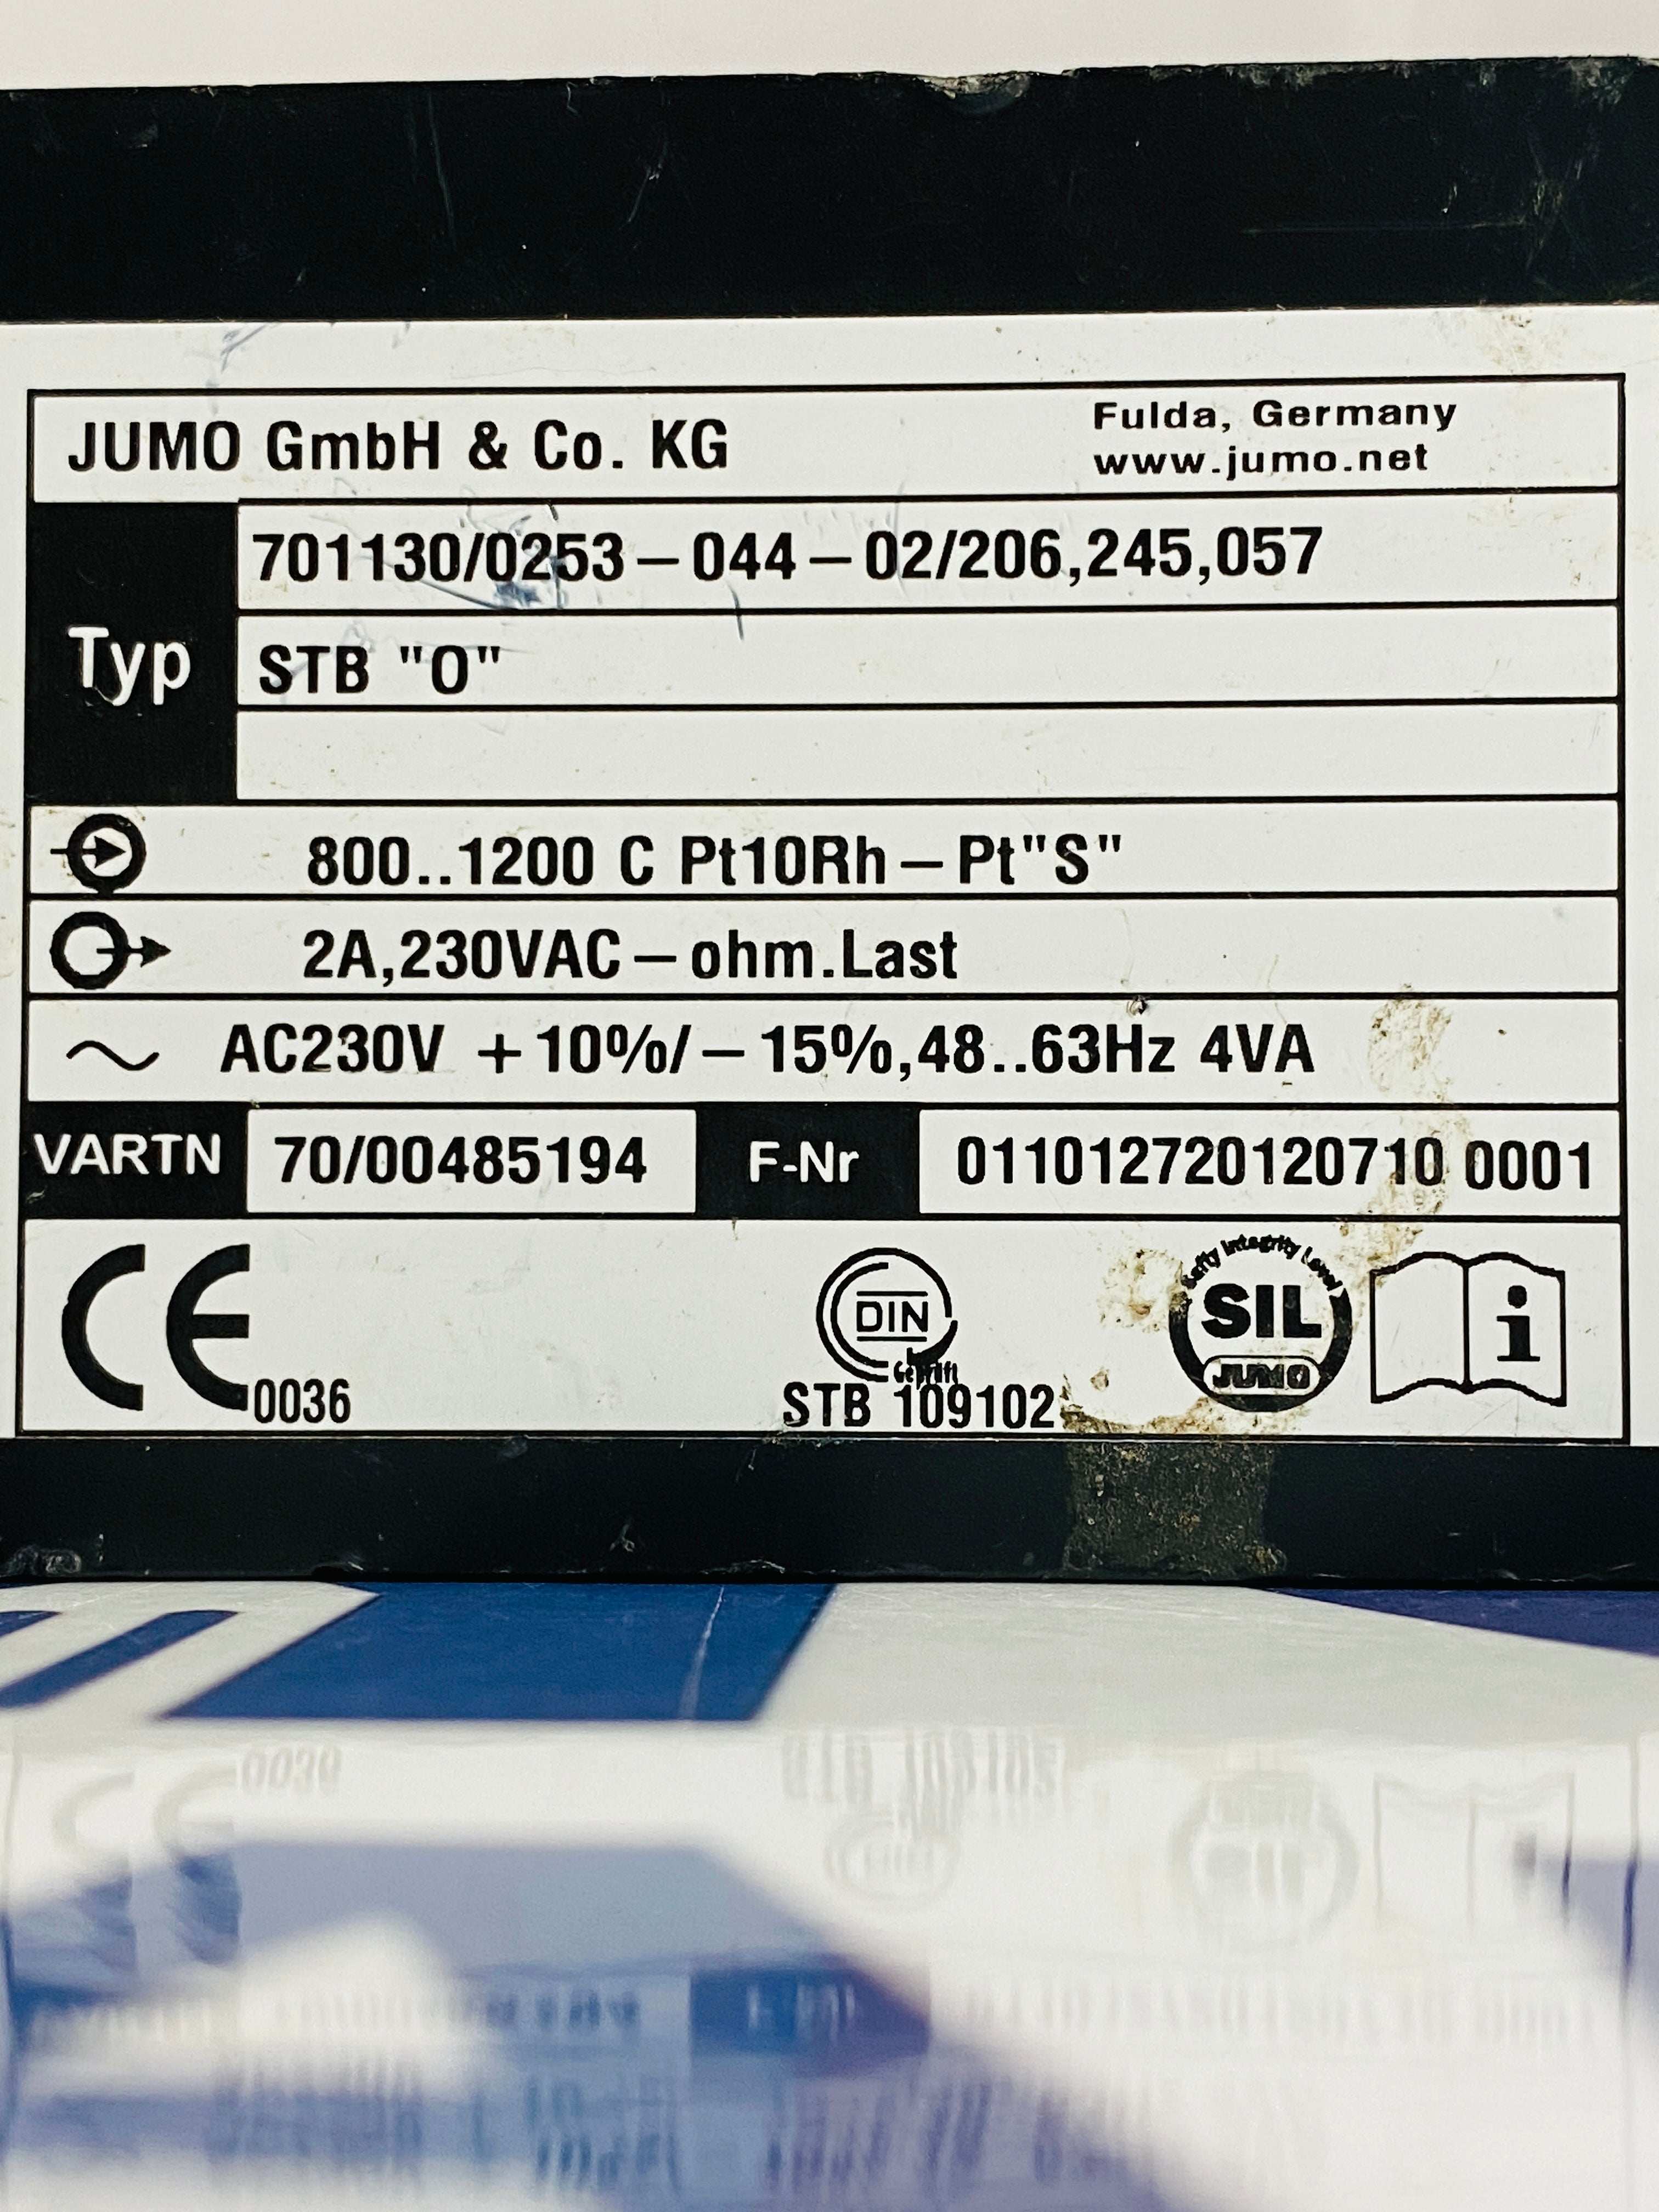 JUMO GmbH & Co. KG
Fulda, Germany
www.jumo.net
Typ
701130/0253-044-02/206,245,057
STB "O"
800..1200 C Pt10Rh-Pt"S"
2A,230VAC-ohm.Last
AC230V +10%/-15%,48..63Hz 4VA
VARTN 70/00485194 F-Nr 011012720120710 0001
CE 0036
DIN
Geprüft
STB 109102
Safty Integrity Level
SIL
JUMO
i